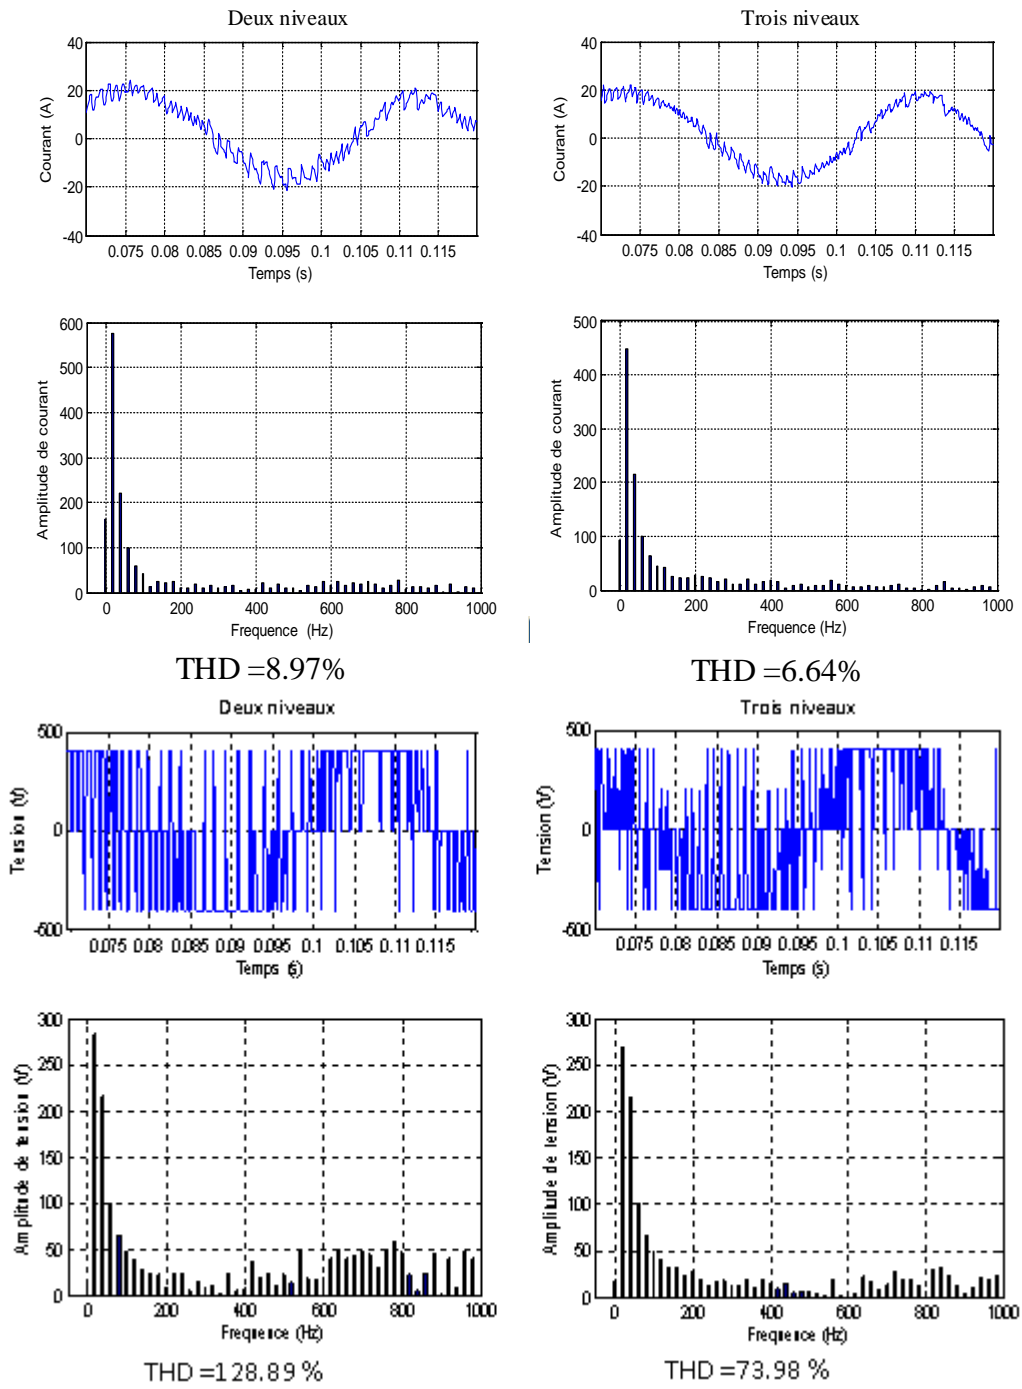 Deux niveaux
40
20
0
-20
-40
Courant (A)
0.075 0.08 0.085 0.09 0.095 0.1 0.105 0.11 0.115
Temps (s)
Trois niveaux
40
20
0
-20
-40
Courant (A)
0.075 0.08 0.085 0.09 0.095 0.1 0.105 0.11 0.115
Temps (s)
600
500
400
300
200
100
0
Amplitude de courant
0 200 400 600 800 1000
Frequence (Hz)
THD =8.97%
500
400
300
200
100
0
Amplitude de courant
0 200 400 600 800 1000
Frequence (Hz)
THD =6.64%
Deux niveaux
500
0
-500
Tension (V)
0.075 0.08 0.085 0.09 0.095 0.1 0.105 0.11 0.115
Temps (s)
Trois niveaux
500
0
-500
Tension (V)
0.075 0.08 0.085 0.09 0.095 0.1 0.105 0.11 0.115
Temps (s)
300
250
200
150
100
50
0
Amplitude de tension (V)
0 200 400 600 800 1000
Frequence (Hz)
THD =128.89 %
300
250
200
150
100
50
0
Amplitude de tension (V)
0 200 400 600 800 1000
Frequence (Hz)
THD =73.98 %